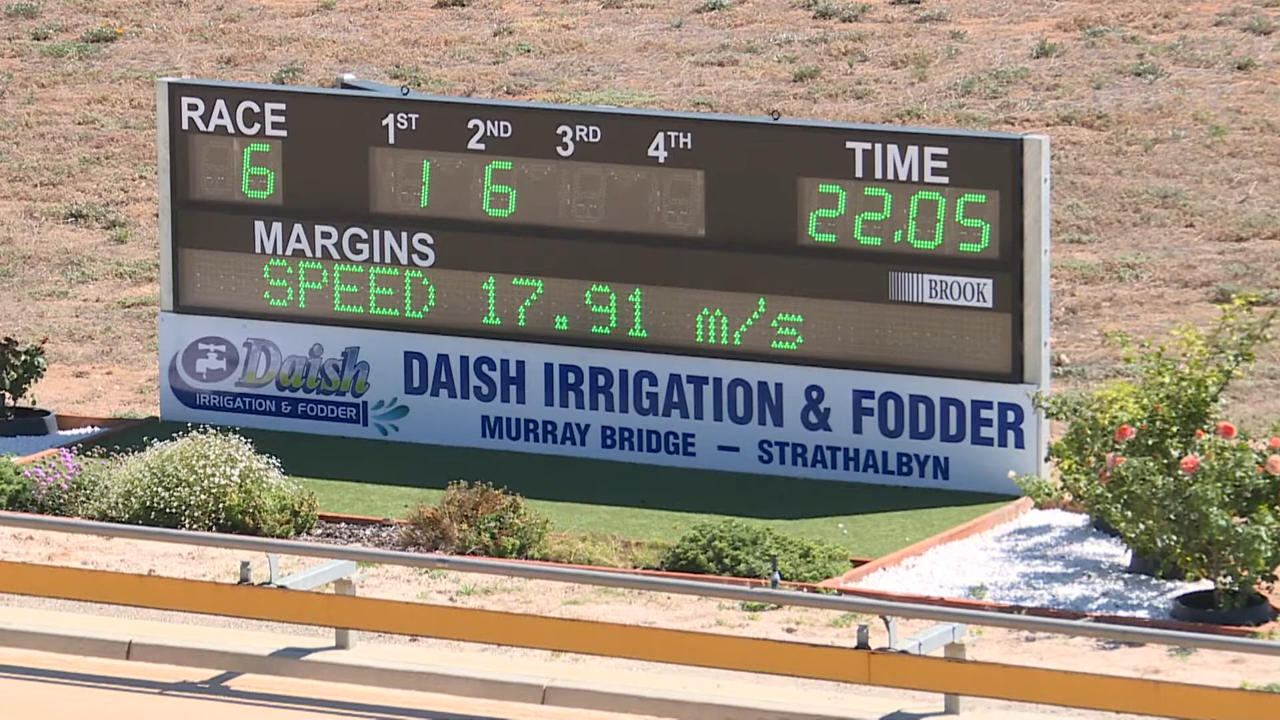 RACE 1ST 2ND 3RD 4TH TIME
6 1 6 22.05
MARGINS
BROOK
SPEED 17.91 m/s
Daish
IRRIGATION & FODDER
DAISH IRRIGATION & FODDER
MURRAY BRIDGE — STRATHALBYN